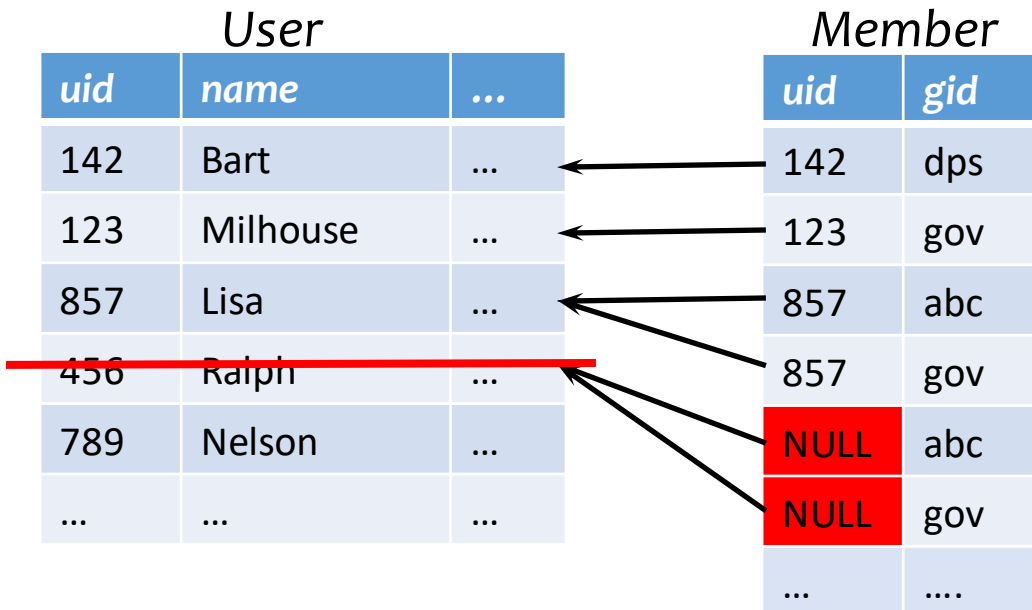 User
uid name ...
142 Bart ...
123 Milhouse ...
857 Lisa ...
456 Ralph ...
789 Nelson ...
... ... ...
Member
uid gid
142 dps
123 gov
857 abc
857 gov
NULL abc
NULL gov
... ....